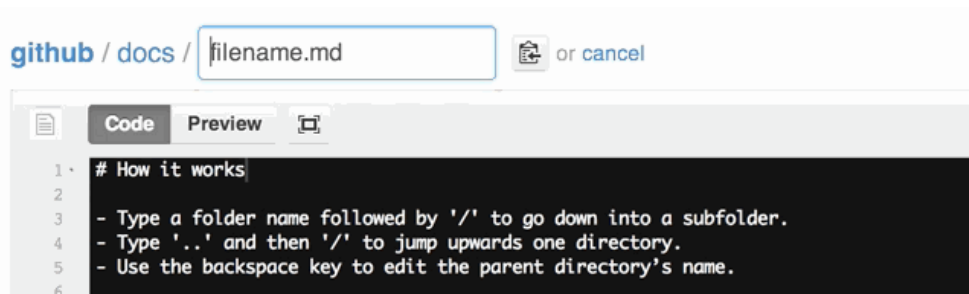 github / docs / filename.md or cancel
Code Preview
1 # How it works
2
3 - Type a folder name followed by '/' to go down into a subfolder.
4 - Type '..' and then '/' to jump upwards one directory.
5 - Use the backspace key to edit the parent directory’s name.
6